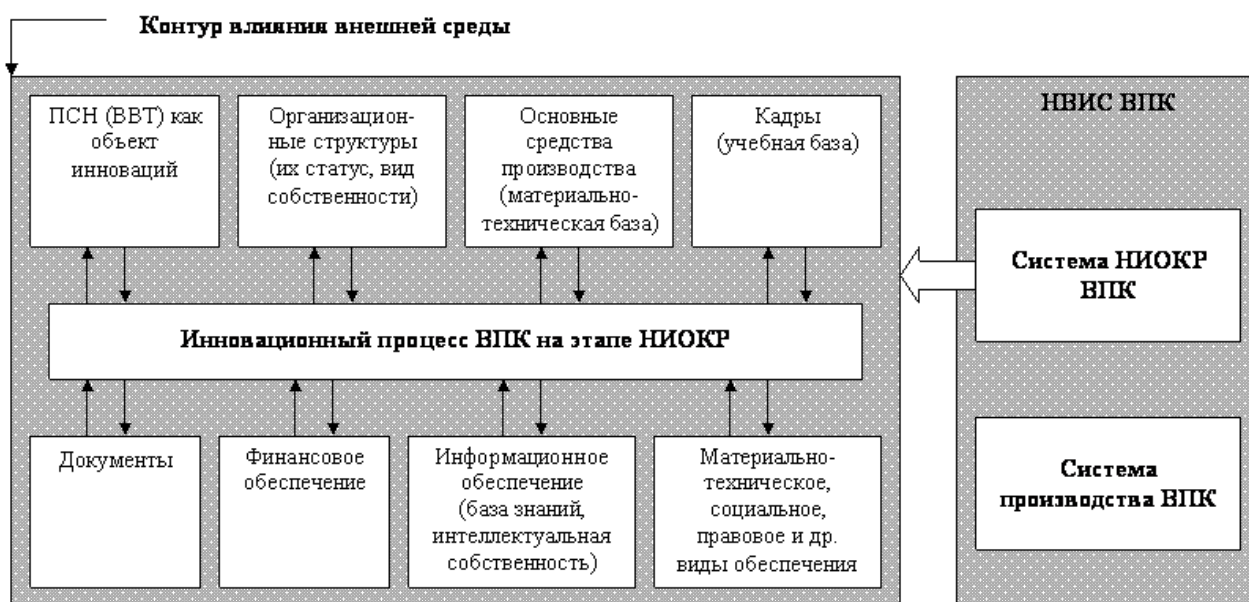 Контур влияния внешней среды
ПСН (ВВТ) как
объект
инноваций
Организацион-
ные структуры
(их статус, вид
собственности)
Основные
средства
производства
(материально-
техническая база)
Кадры
(учебная база)
Инновационный процесс ВПК на этапе НИОКР
Документы
Финансовое
обеспечение
Информационное
обеспечение
(база знаний,
интеллектуальная
собственность)
Материально-
техническое,
социальное,
правовое и др.
виды обеспечения
НВИС ВПК
Система НИОКР
ВПК
Система
производства ВПК